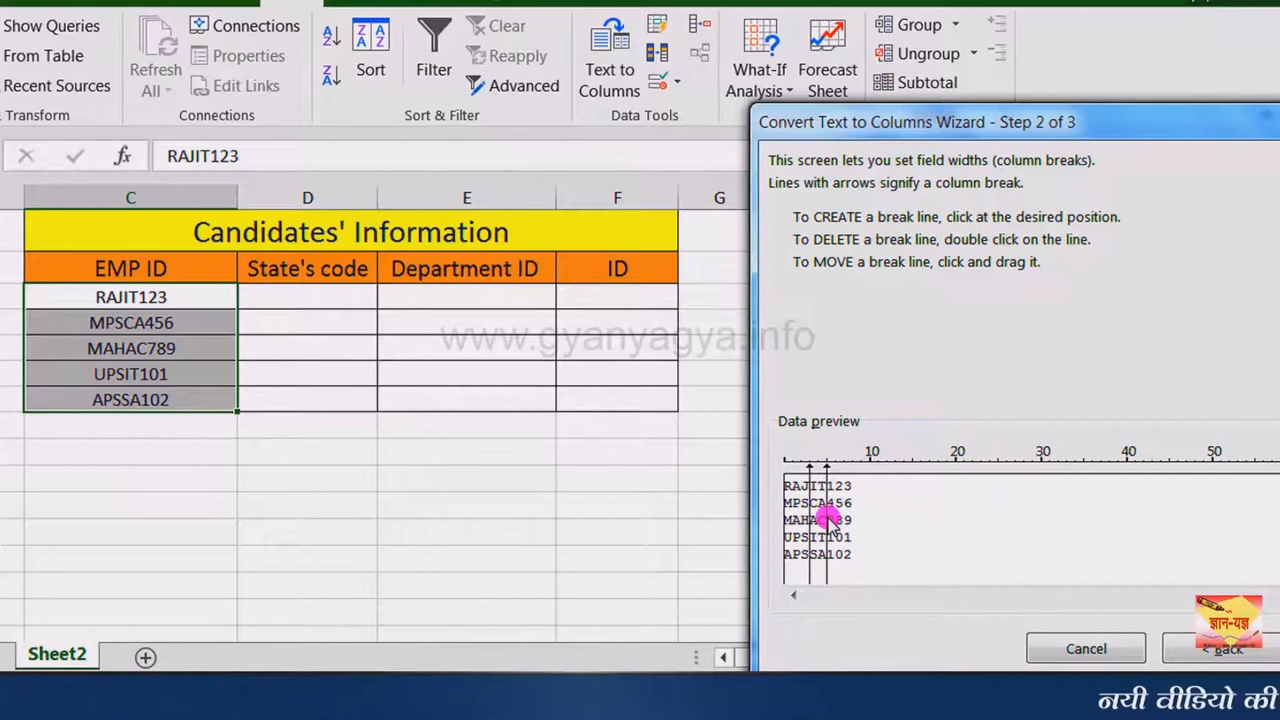 Show Queries
From Table
Recent Sources
Transform
Refresh
All
Connections
Properties
Edit Links
Connections
Sort
Filter
Clear
Reapply
Advanced
Sort & Filter
Text to
Columns
Data Tools
What-If
Analysis
Forecast
Sheet
Group
Ungroup
Subtotal
fx RAJIT123
C D E F G
Candidates' Information
EMP ID State's code Department ID ID
RAJIT123
MPSCA456
MAHAC789
UPSIT101
APSSA102
www.gyanyagya.info
Convert Text to Columns Wizard - Step 2 of 3
This screen lets you set field widths (column breaks).
Lines with arrows signify a column break.
To CREATE a break line, click at the desired position.
To DELETE a break line, double click on the line.
To MOVE a break line, click and drag it.
Data preview
10 20 30 40 50
RAJIT123
MPSCA456
MAHAC789
UPSIT101
APSSA102
Cancel
< Back
ज्ञान-यज्ञ
Sheet2
नयी वीडियो की